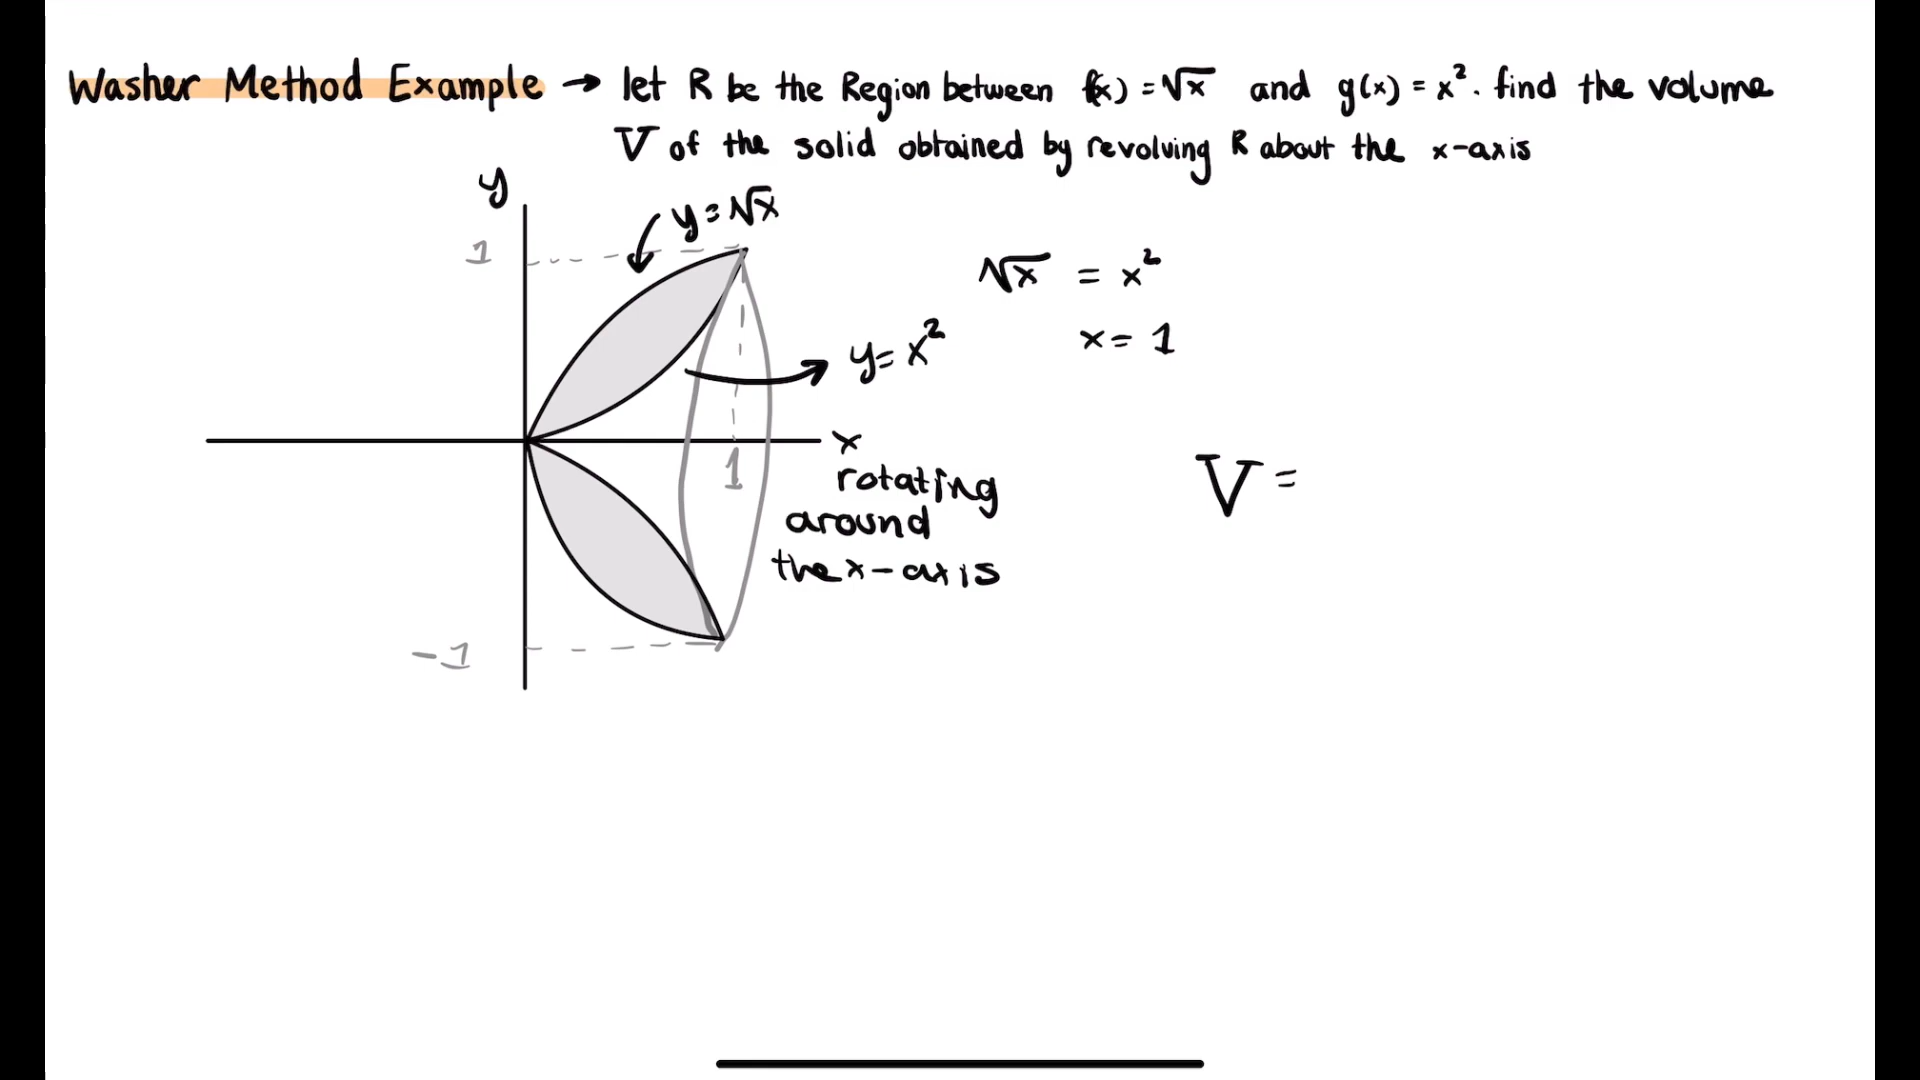 Washer Method Example → let R be the Region between f(x) = √x and g(x) = x². find the volume
V of the solid obtained by revolving R about the x-axis
y
y = √x
1
√x = x²
y = x²
x = 1
x
1
rotating
around
the x-axis
V =
-1